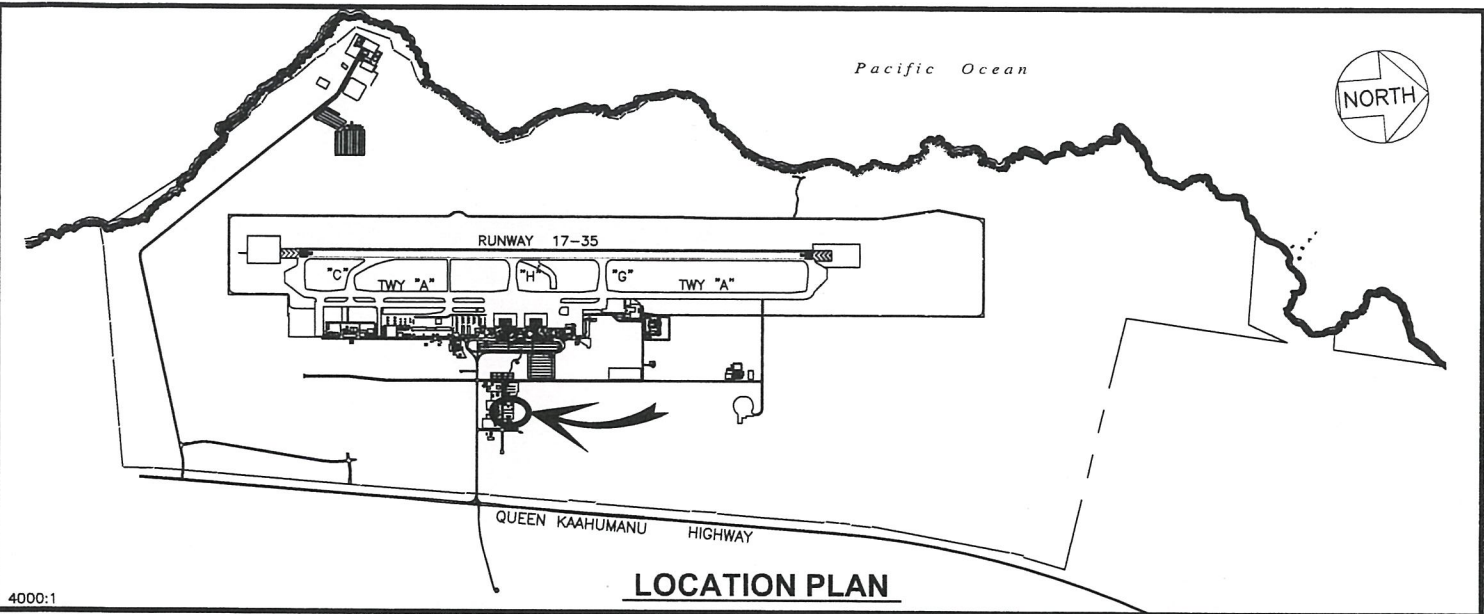 Pacific Ocean
NORTH
RUNWAY 17-35
"C"
TWY "A"
"H"
"G"
TWY "A"
QUEEN KAAHUMANU HIGHWAY
LOCATION PLAN
4000:1